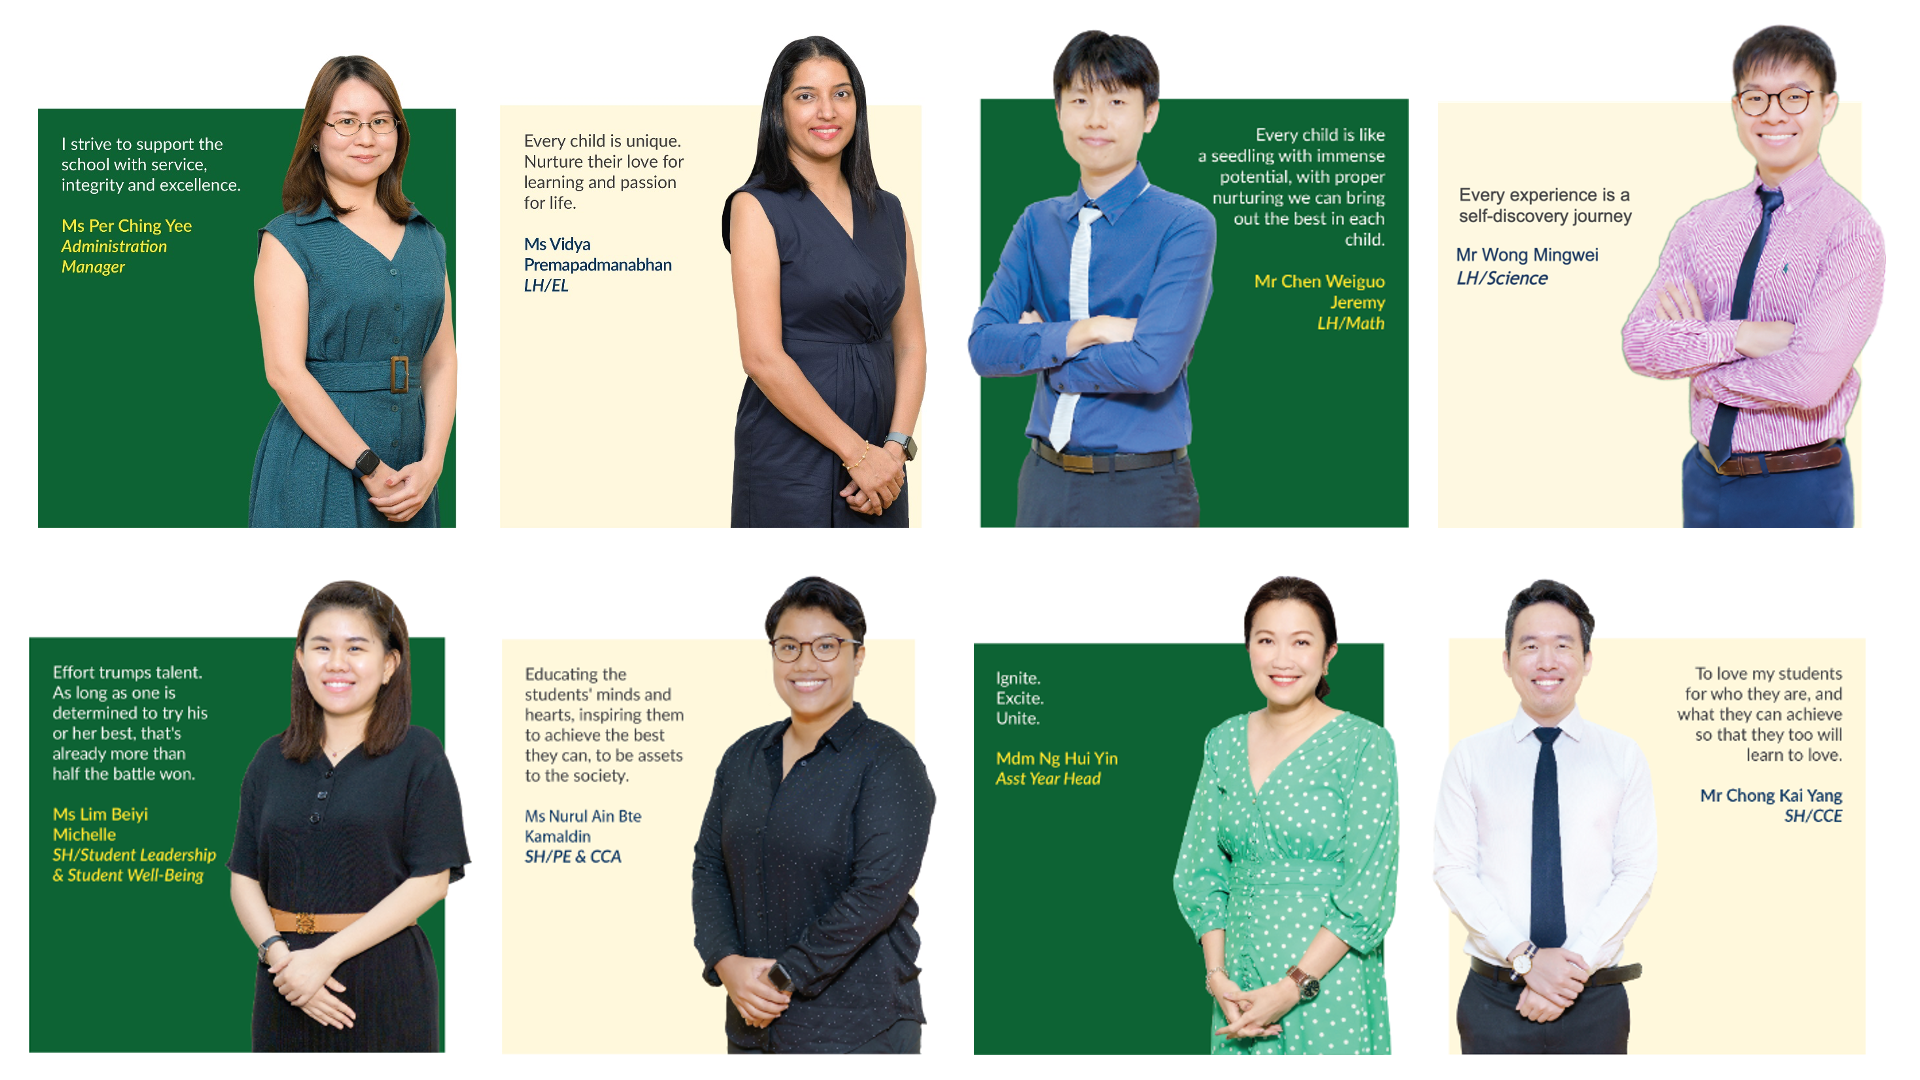 I strive to support the
school with service,
integrity and excellence.
Ms Per Ching Yee
Administration
Manager
Every child is unique.
Nurture their love for
learning and passion
for life.
Ms Vidya
Premapadmanabhan
LH/EL
Every child is like
a seedling with immense
potential, with proper
nurturing we can bring
out the best in each
child.
Mr Chen Weiguo
Jeremy
LH/Math
Every experience is a
self-discovery journey
Mr Wong Mingwei
LH/Science
Effort trumps talent.
As long as one is
determined to try his
or her best, that's
already more than
half the battle won.
Ms Lim Beiyi
Michelle
SH/Student Leadership
& Student Well-Being
Educating the
students' minds and
hearts, inspiring them
to achieve the best
they can, to be assets
to the society.
Ms Nurul Ain Bte
Kamaldin
SH/PE & CCA
Ignite.
Excite.
Unite.
Mdm Ng Hui Yin
Asst Year Head
To love my students
for who they are, and
what they can achieve
so that they too will
learn to love.
Mr Chong Kai Yang
SH/CCE